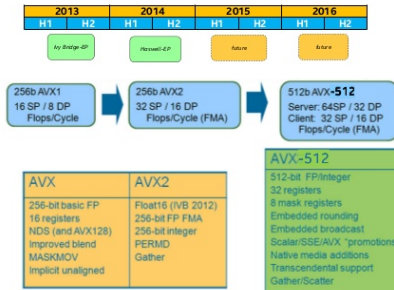 2013 2014 2015 2016
H1 H2 H1 H2 H1 H2 H1 H2
Ivy Bridge-EP
Haswell-EP
future
future
256b AVX1
16 SP / 8 DP
Flops/Cycle
256b AVX2
32 SP / 16 DP
Flops/Cycle (FMA)
512b AVX-512
Server: 64SP / 32 DP
Client: 32 SP / 16 DP
Flops/Cycle (FMA)
AVX
256-bit basic FP
16 registers
NDS (and AVX128)
Improved blend
MASKMOV
Implicit unaligned
AVX2
Float16 (IVB 2012)
256-bit FP FMA
256-bit integer
PERMD
Gather
AVX-512
512-bit FP/Integer
32 registers
8 mask registers
Embedded rounding
Embedded broadcast
Scalar/SSE/AVX "promotions
Native media additions
Transcendental support
Gather/Scatter